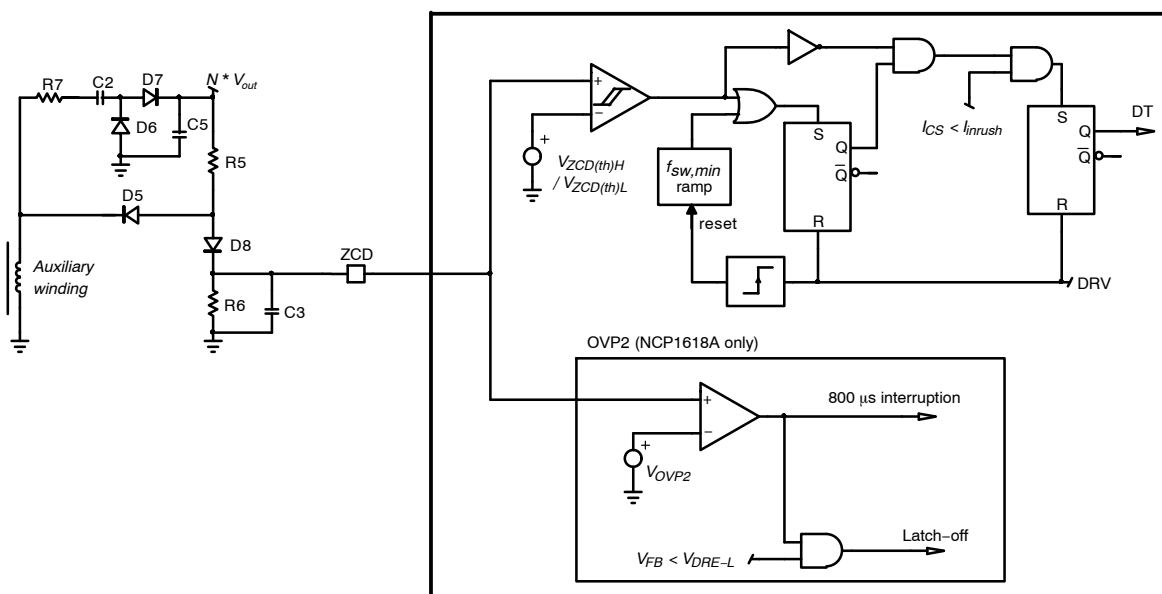 R7
C2
D7
N * Vout
D6
C5
R5
D5
D8
Auxiliary
winding
R6
C3
ZCD
+
−
+
VZCD(th)H
/ VZCD(th)L
fsw,min
ramp
reset
S
Q
Q
R
ICS < Iinrush
S
Q
Q
R
DT
DRV
OVP2 (NCP1618A only)
+
−
+
VOVP2
800 μs interruption
VFB < VDRE−L
Latch−off